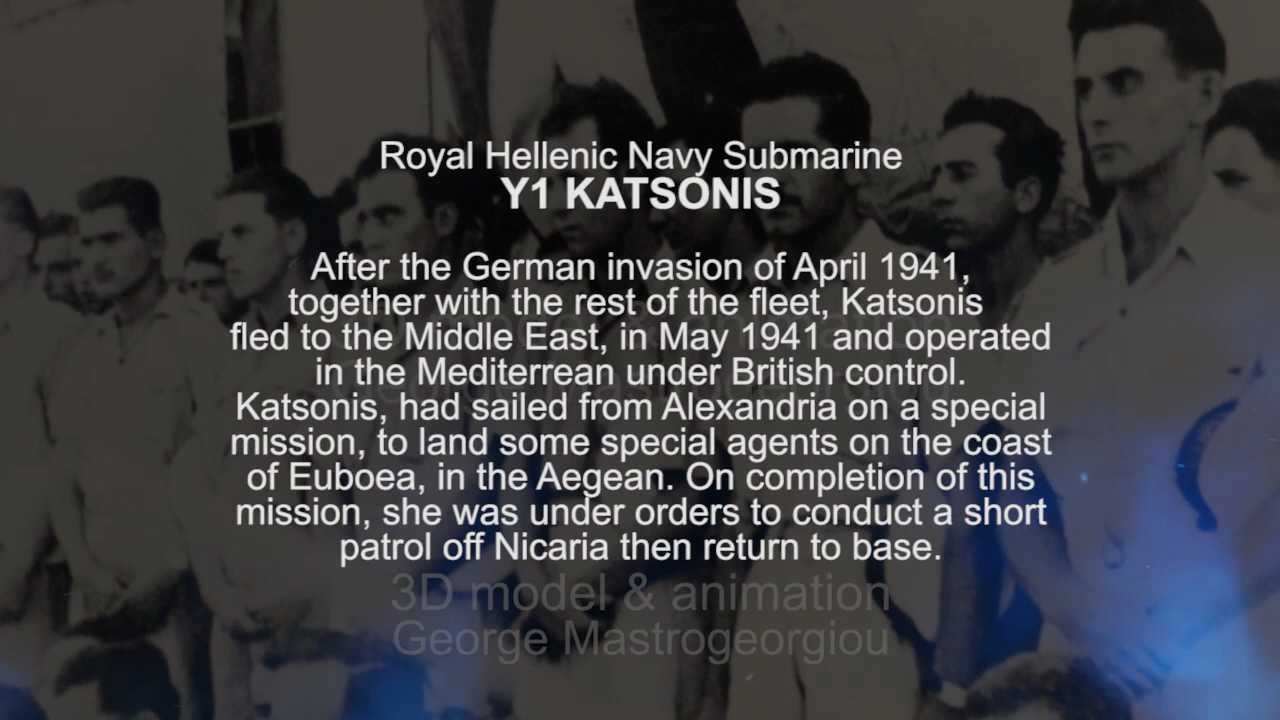 Royal Hellenic Navy Submarine
Y1 KATSONIS
After the German invasion of April 1941,
together with the rest of the fleet, Katsonis
fled to the Middle East, in May 1941 and operated
in the Mediterrean under British control.
Katsonis, had sailed from Alexandria on a special
mission, to land some special agents on the coast
of Euboea, in the Aegean. On completion of this
mission, she was under orders to conduct a short
patrol off Nicaria then return to base.
3D model & animation
George Mastrogeorgiou